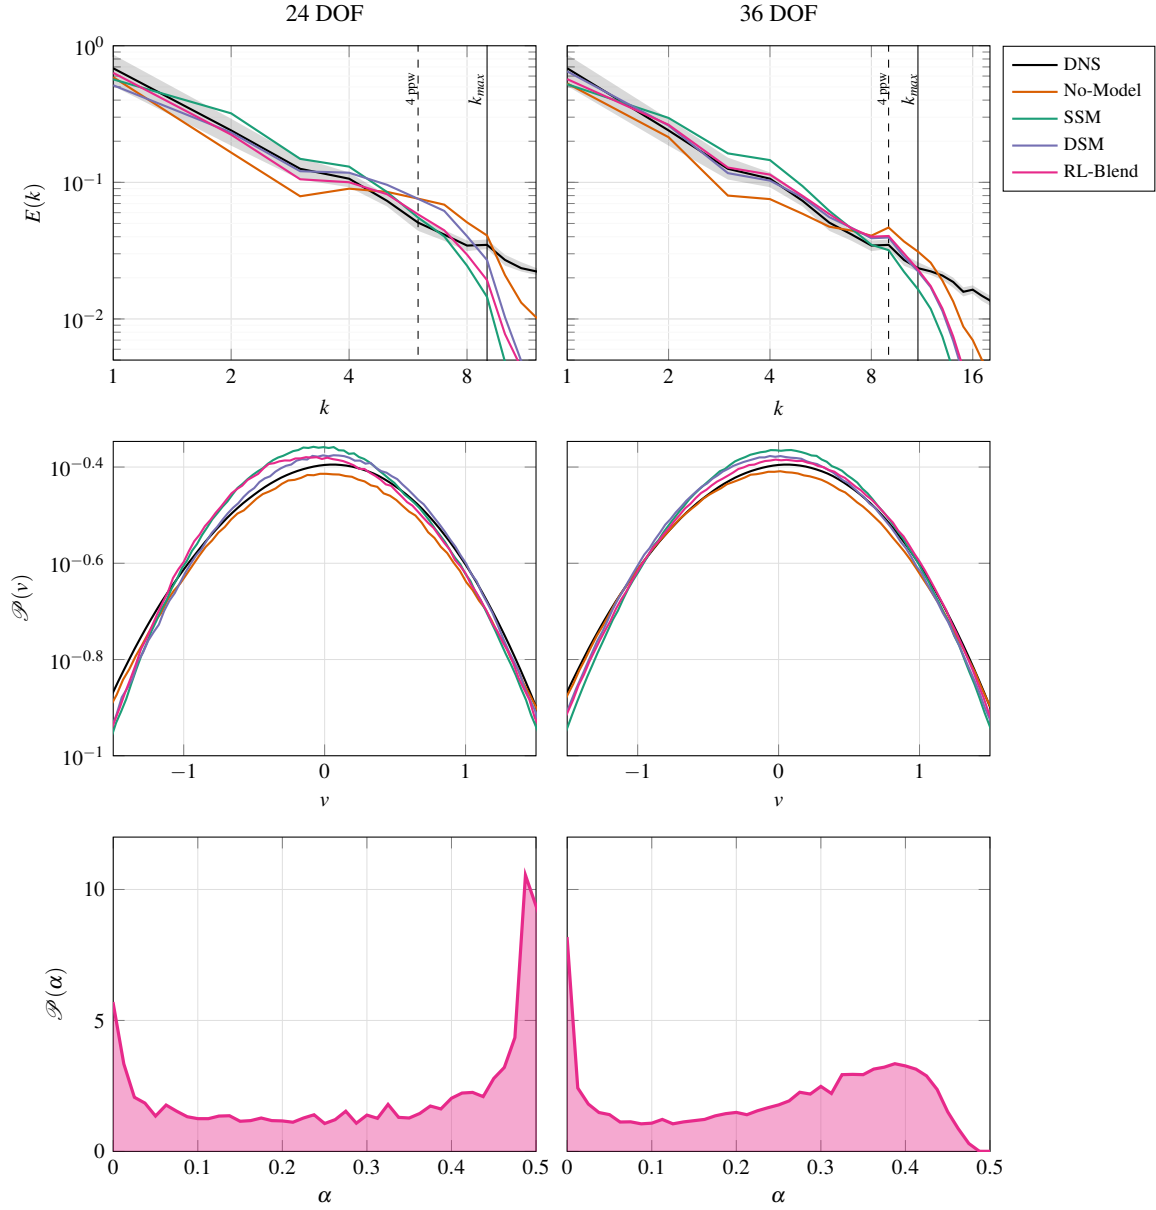 24 DOF
36 DOF
10^0
10^−1
10^−2
E(k)
4 ppw
k_max
1
2
4
8
k
4 ppw
k_max
1
2
4
8
16
k
DNS
No-Model
SSM
DSM
RL-Blend
10^−0.4
10^−0.6
10^−0.8
10^−1
𝒫(v)
−1
0
1
v
−1
0
1
v
10
5
0
𝒫(α)
0
0.1
0.2
0.3
0.4
0.5
α
0
0.1
0.2
0.3
0.4
0.5
α